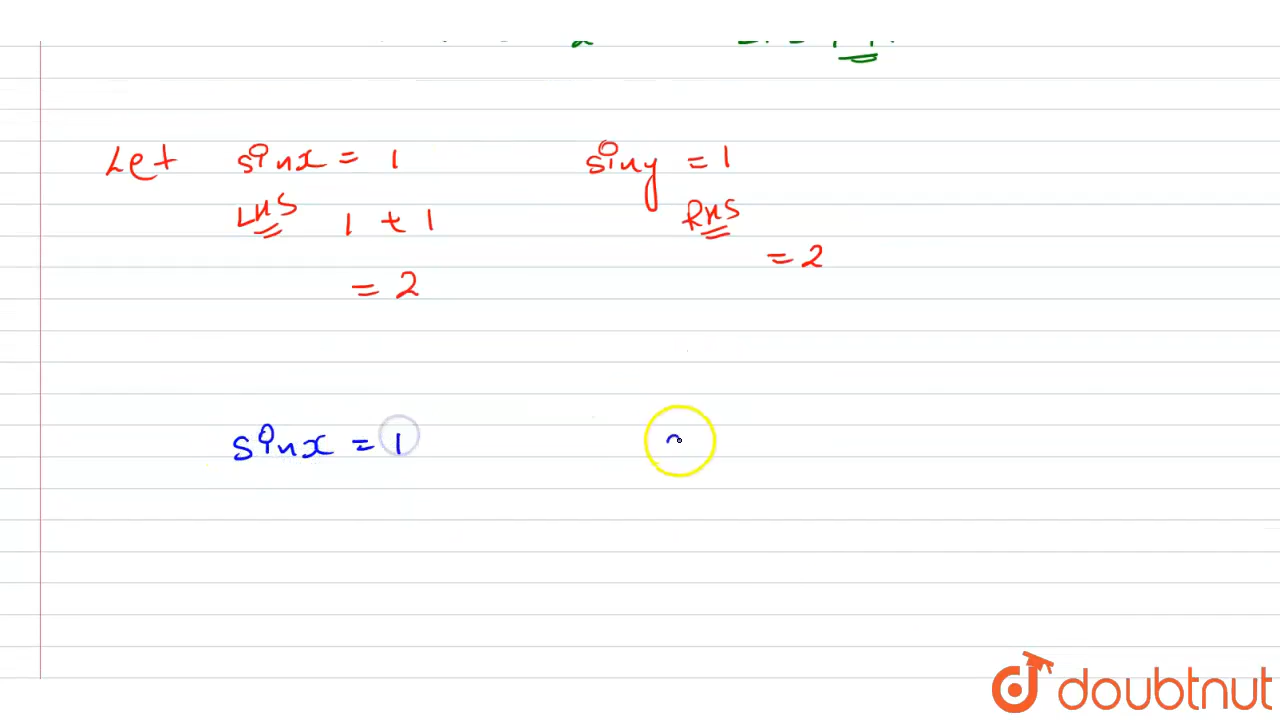 Let sinx = 1 siny = 1
LHS 1 + 1 RHS
= 2
= 2
sinx = 1
doubtnut